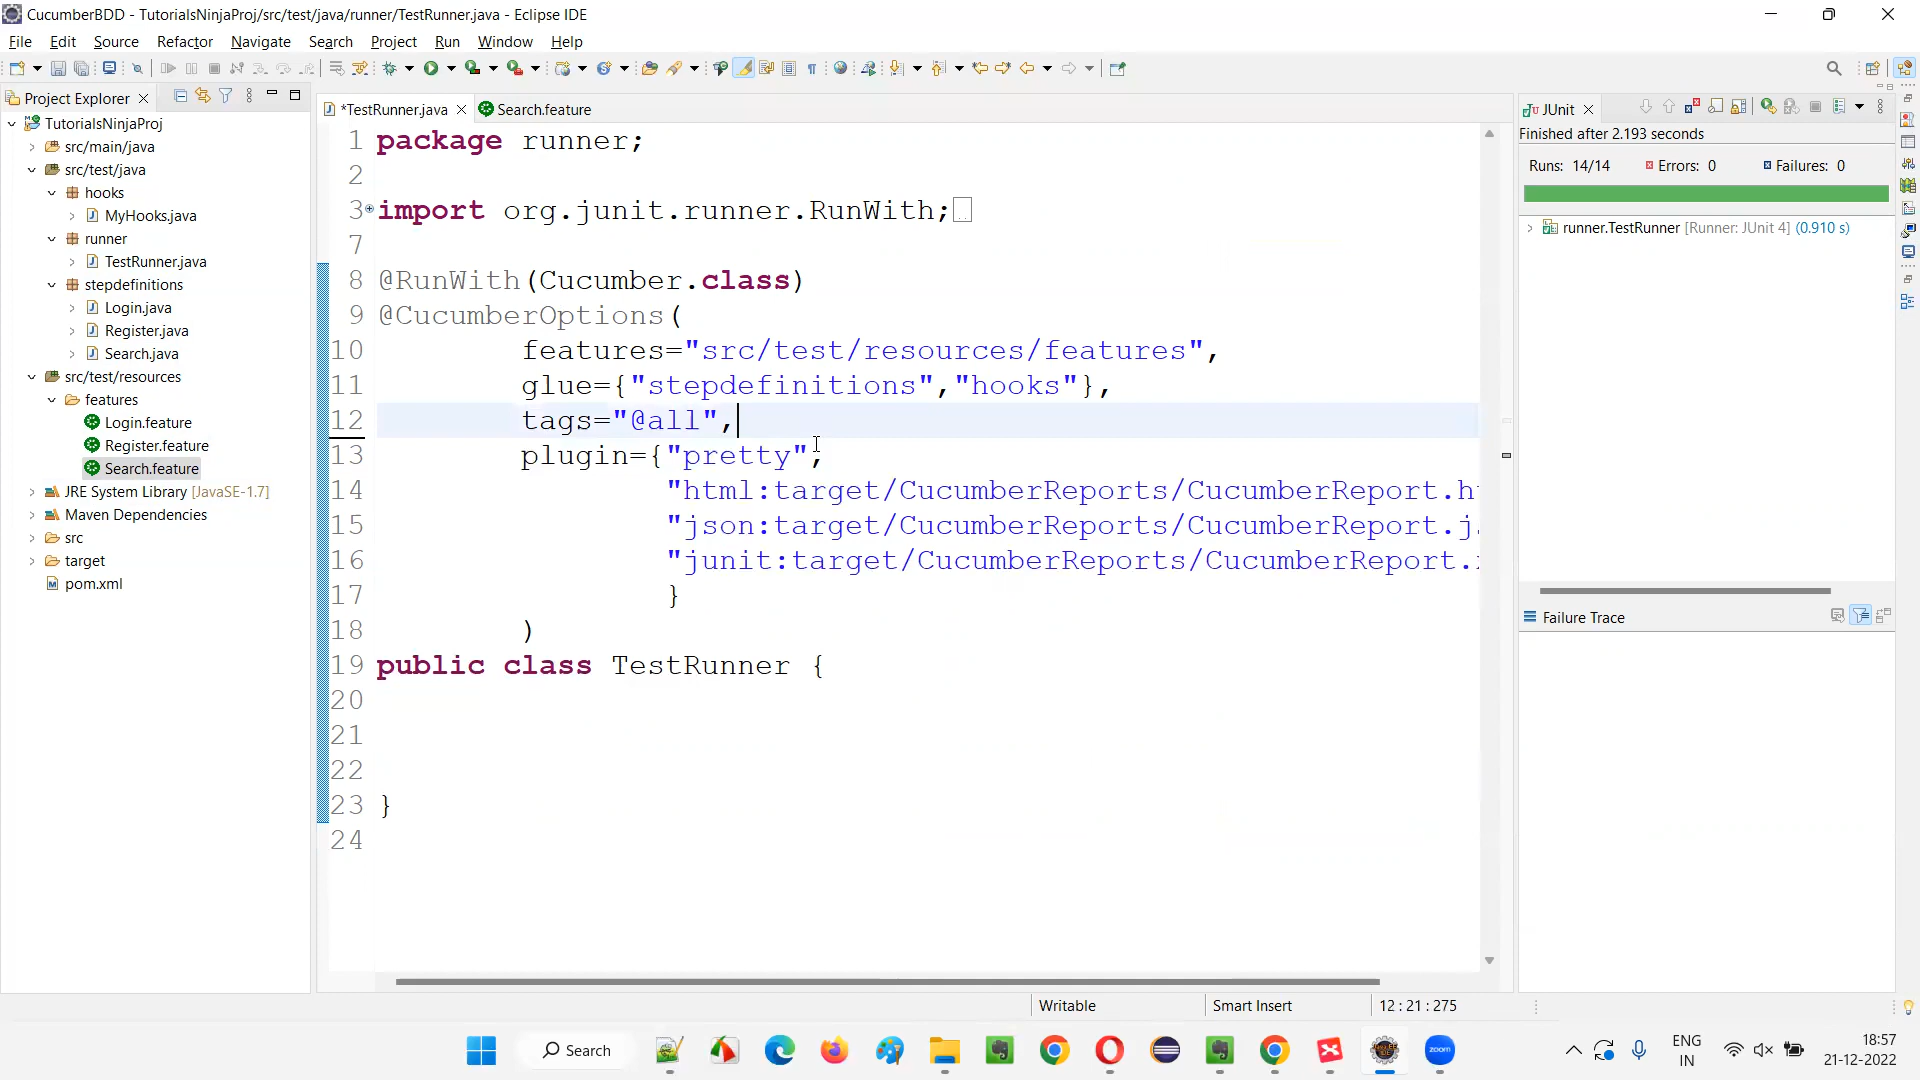 CucumberBDD - TutorialsNinjaProj/src/test/java/runner/TestRunner.java - Eclipse IDE
File Edit Source Refactor Navigate Search Project Run Window Help
Project Explorer
TutorialsNinjaProj
src/main/java
src/test/java
hooks
MyHooks.java
runner
TestRunner.java
stepdefinitions
Login.java
Register.java
Search.java
src/test/resources
features
Login.feature
Register.feature
Search.feature
JRE System Library [JavaSE-1.7]
Maven Dependencies
src
target
pom.xml
*TestRunner.java Search.feature
1 package runner;
2
3 import org.junit.runner.RunWith;
7
8 @RunWith(Cucumber.class)
9 @CucumberOptions(
10 features="src/test/resources/features",
11 glue={"stepdefinitions","hooks"},
12 tags="@all",
13 plugin={"pretty",
14 "html:target/CucumberReports/CucumberReport.h
15 "json:target/CucumberReports/CucumberReport.j
16 "junit:target/CucumberReports/CucumberReport.
17 }
18 )
19 public class TestRunner {
20
21
22
23 }
24
JUnit
Finished after 2.193 seconds
Runs: 14/14 Errors: 0 Failures: 0
runner.TestRunner [Runner: JUnit 4] (0.910 s)
Failure Trace
Writable Smart Insert 12 : 21 : 275
Search
zoom
ENG
IN
18:57
21-12-2022